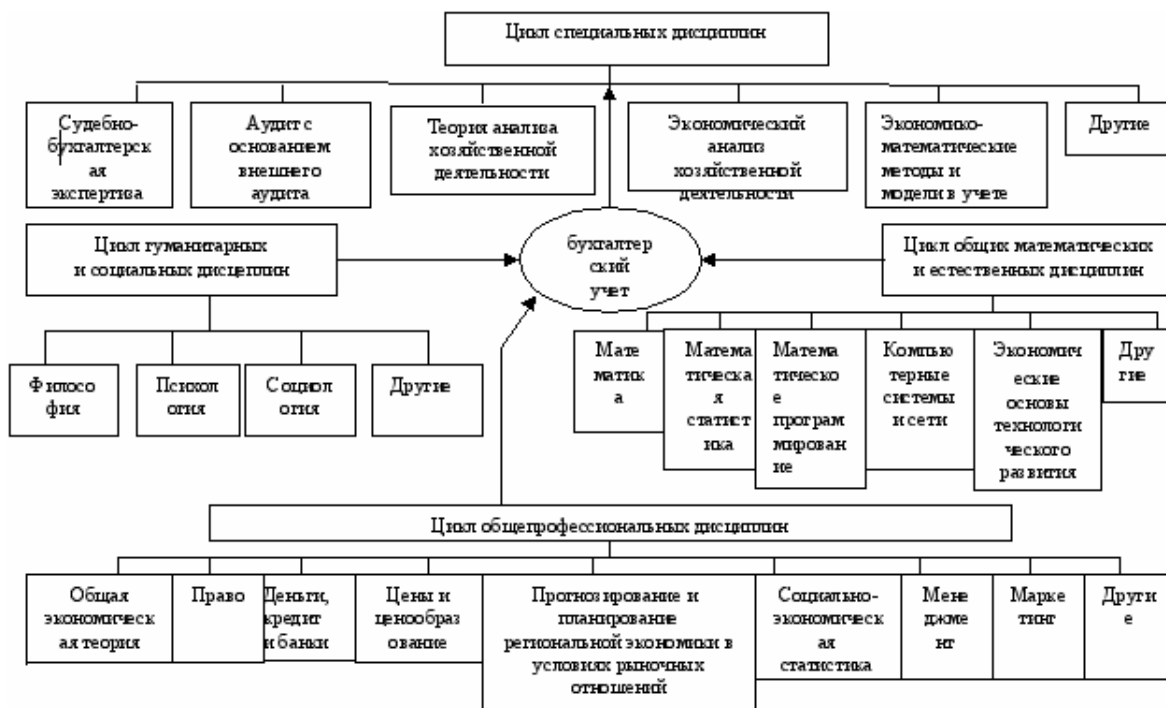 Цикл специальных дисциплин
Судебно-
бухгалтерск
ая
экспертиза
Аудит с
основанием
внешнего
аудита
Теория анализа
хозяйственной
деятельности
Экономический
анализ
хозяйственной
деятельности
Экономико-
математические
методы и
модели в учете
Другие
Цикл гуманитарных
и социальных дисцеплин
бухгалтер
ский
учет
Цикл общих математических
и естественных дисциплин
Филосо
фия
Психол
огия
Социол
огия
Другие
Мате
матик
а
Матема
тическа
я
статист
ика
Матема
тическо
е
програм
мирован
ие
Компью
терные
системы
и сети
Экономич
еские
основы
технологи
ческого
развития
Дру
гие
Цикл общепрофессиональных дисциплин
Общая
экономическ
ая теория
Право
Деньги,
кредит
и банки
Цены и
ценообраз
ование
Прогнозирование и
планирование
региональной экономики в
условиях рыночных
отношений
Социально-
экономическ
ая
статистика
Мене
джме
нт
Марке
тинг
Други
е